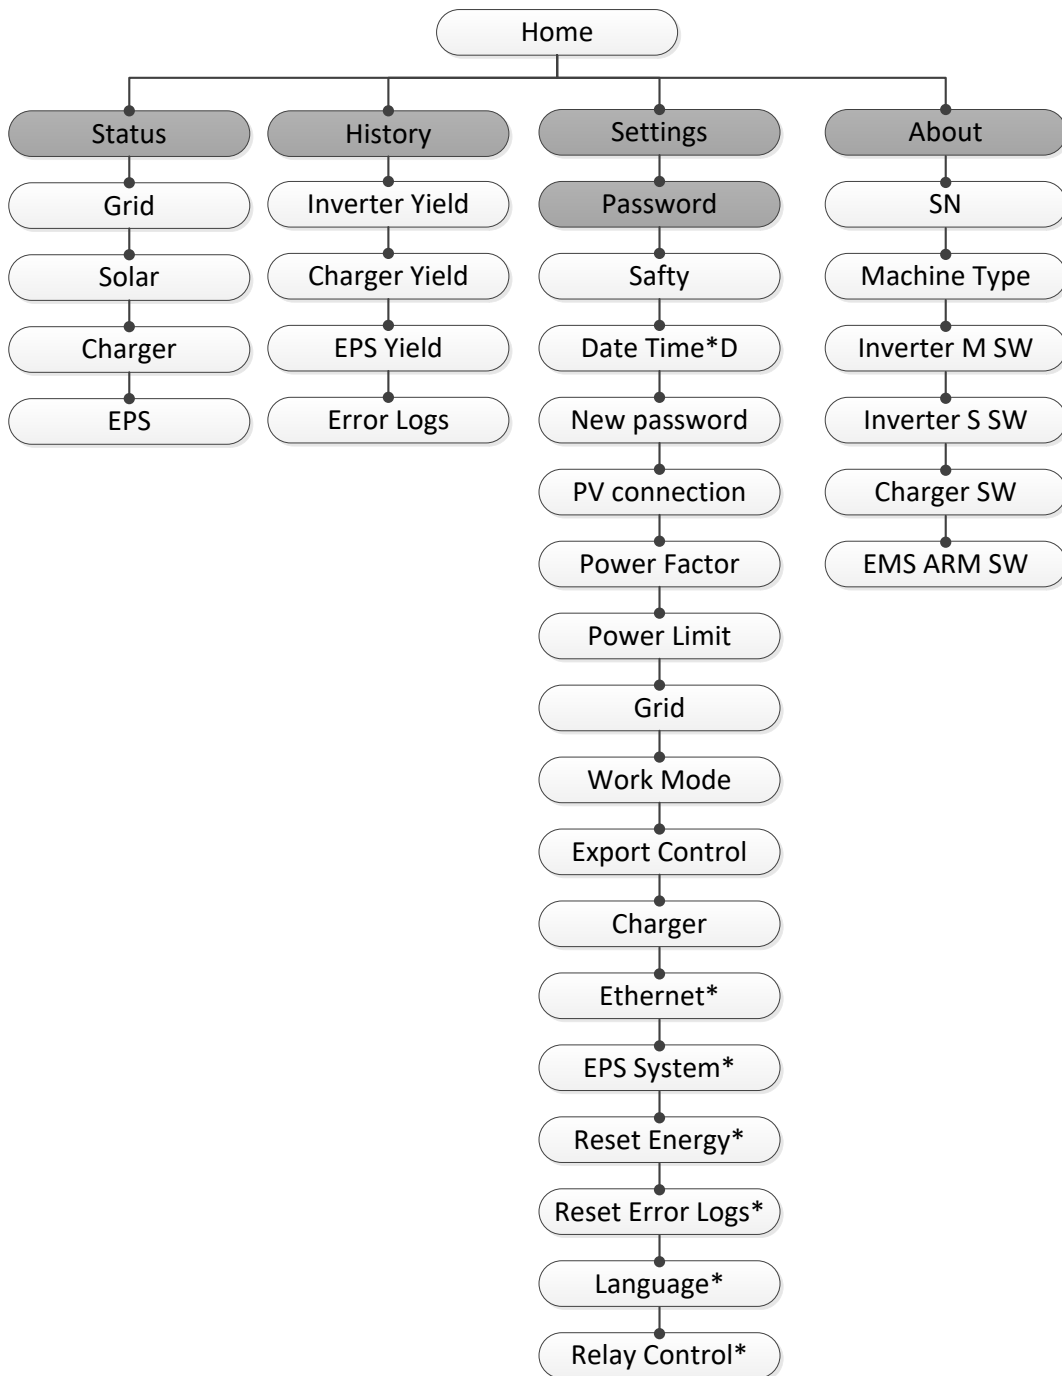 Home
Status
Grid
Solar
Charger
EPS
History
Inverter Yield
Charger Yield
EPS Yield
Error Logs
Settings
Password
Safty
Date Time*D
New password
PV connection
Power Factor
Power Limit
Grid
Work Mode
Export Control
Charger
Ethernet*
EPS System*
Reset Energy*
Reset Error Logs*
Language*
Relay Control*
About
SN
Machine Type
Inverter M SW
Inverter S SW
Charger SW
EMS ARM SW